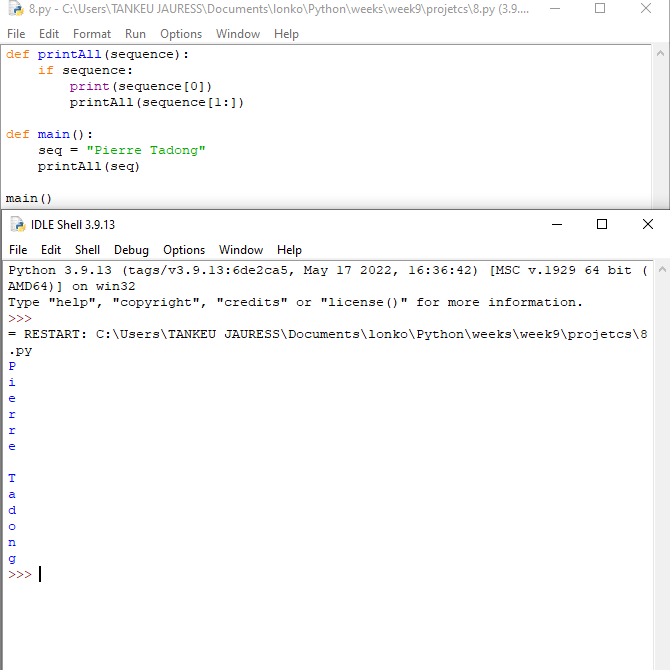 8.py - C:\Users\TANKEU JAURESS\Documents\lonko\Python\weeks\week9\projetcs\8.py (3.9....
File Edit Format Run Options Window Help
def printAll(sequence):
    if sequence:
        print(sequence[0])
        printAll(sequence[1:])
def main():
    seq = "Pierre Tadong"
    printAll(seq)
main()
IDLE Shell 3.9.13
File Edit Shell Debug Options Window Help
Python 3.9.13 (tags/v3.9.13:6de2ca5, May 17 2022, 16:36:42) [MSC v.1929 64 bit (
AMD64)] on win32
Type "help", "copyright", "credits" or "license()" for more information.
>>>
= RESTART: C:\Users\TANKEU JAURESS\Documents\lonko\Python\weeks\week9\projetcs\8
.py
P
i
e
r
r
e

T
a
d
o
n
g
>>>